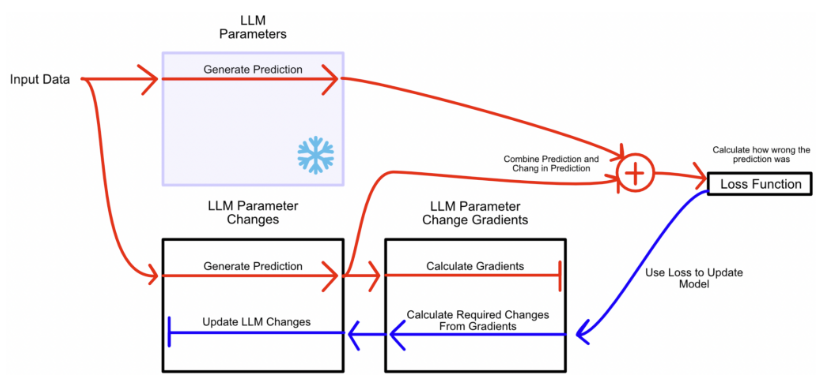 LLM
Parameters
Input Data
Generate Prediction
Combine Prediction and
Chang in Prediction
+
Calculate how wrong the
prediction was
Loss Function
LLM Parameter
Changes
LLM Parameter
Change Gradients
Generate Prediction
Calculate Gradients
Use Loss to Update
Model
Update LLM Changes
Calculate Required Changes
From Gradients